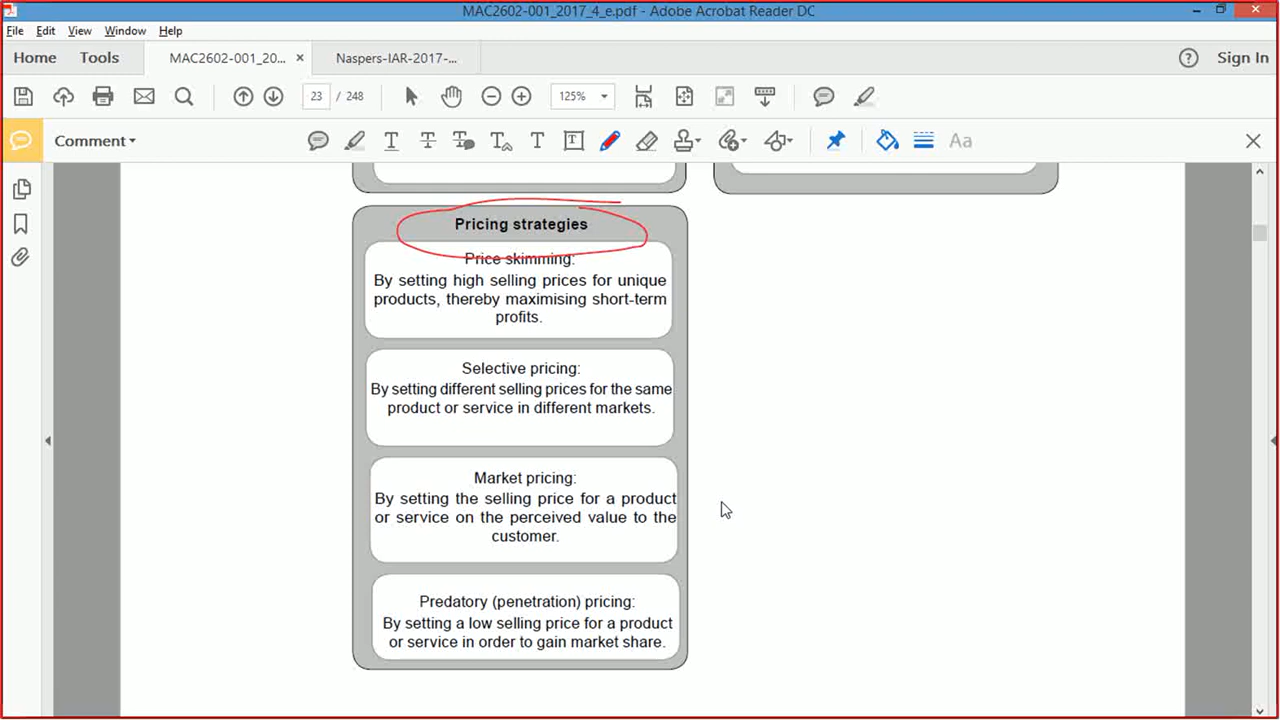 MAC2602-001_2017_4_e.pdf - Adobe Acrobat Reader DC
File Edit View Window Help
Home Tools MAC2602-001_20... × Naspers-IAR-2017-... Sign In
23 / 248 125%
Comment
Pricing strategies
Price skimming:
By setting high selling prices for unique
products, thereby maximising short-term
profits.
Selective pricing:
By setting different selling prices for the same
product or service in different markets.
Market pricing:
By setting the selling price for a product
or service on the perceived value to the
customer.
Predatory (penetration) pricing:
By setting a low selling price for a product
or service in order to gain market share.